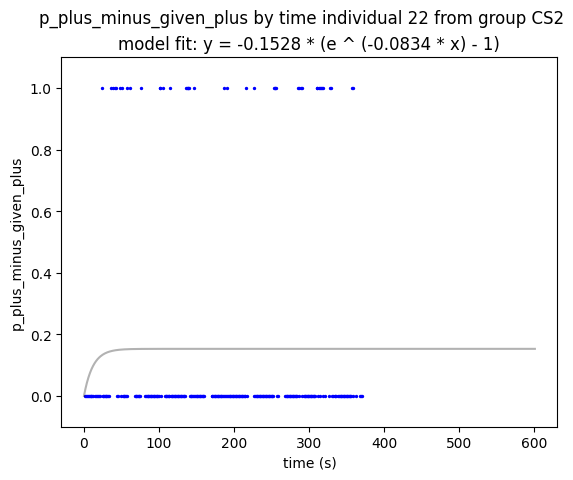 p_plus_minus_given_plus by time individual 22 from group CS2
model fit: y = -0.1528 * (e ^ (-0.0834 * x) - 1)
1.0
0.8
0.6
0.4
0.2
0.0
p_plus_minus_given_plus
0 100 200 300 400 500 600
time (s)